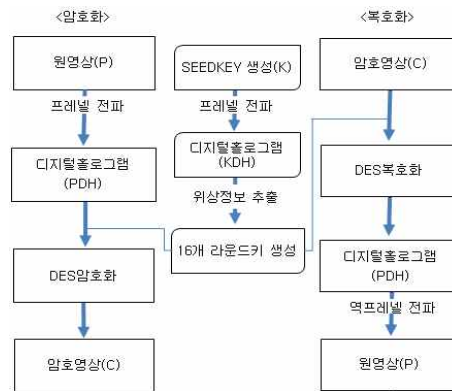 <암호화>
원영상(P)
프레넬 전파
디지털홀로그램
(PDH)
DES암호화
암호영상(C)
SEEDKEY 생성(K)
프레넬 전파
디지털홀로그램
(KDH)
위상정보 추출
16개 라운드키 생성
<복호화>
암호영상(C)
DES복호화
디지털홀로그램
(PDH)
역프레넬 전파
원영상(P)